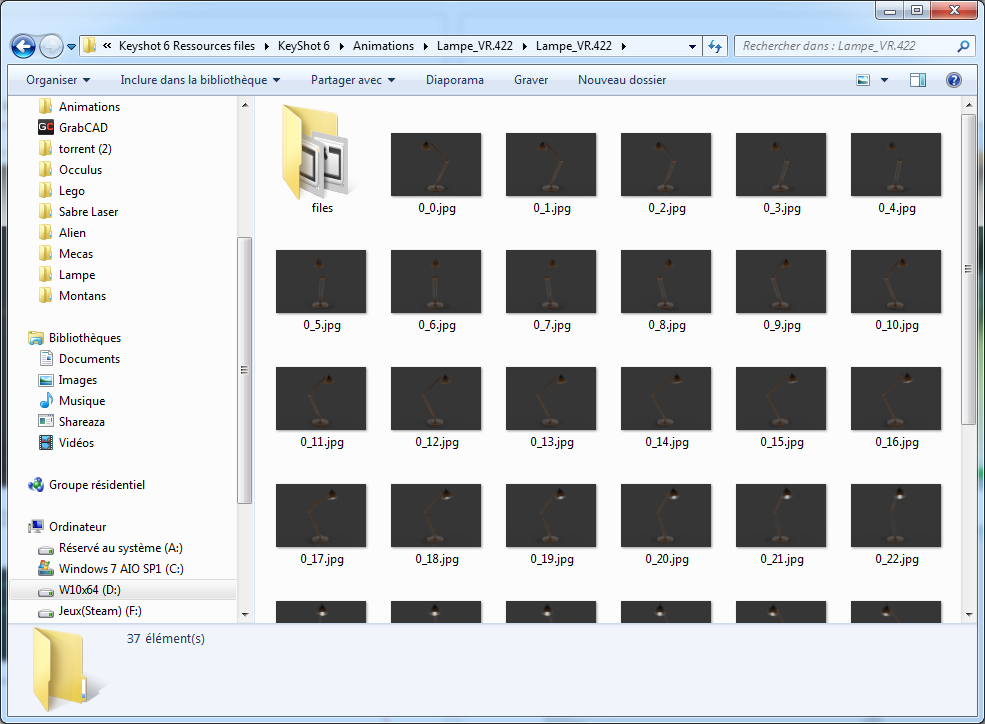 « Keyshot 6 Ressources files ▸ KeyShot 6 ▸ Animations ▸ Lampe_VR.422 ▸ Lampe_VR.422 ▸
Rechercher dans : Lampe_VR.422
Organiser Inclure dans la bibliothèque Partager avec Diaporama Graver Nouveau dossier
Animations
GrabCAD
torrent (2)
Occulus
Lego
Sabre Laser
Alien
Mecas
Lampe
Montans
Bibliothèques
Documents
Images
Musique
Shareaza
Vidéos
Groupe résidentiel
Ordinateur
Réservé au système (A:)
Windows 7 AIO SP1 (C:)
W10x64 (D:)
Jeux(Steam) (F:)
files 0_0.jpg 0_1.jpg 0_2.jpg 0_3.jpg 0_4.jpg
0_5.jpg 0_6.jpg 0_7.jpg 0_8.jpg 0_9.jpg 0_10.jpg
0_11.jpg 0_12.jpg 0_13.jpg 0_14.jpg 0_15.jpg 0_16.jpg
0_17.jpg 0_18.jpg 0_19.jpg 0_20.jpg 0_21.jpg 0_22.jpg
37 élément(s)